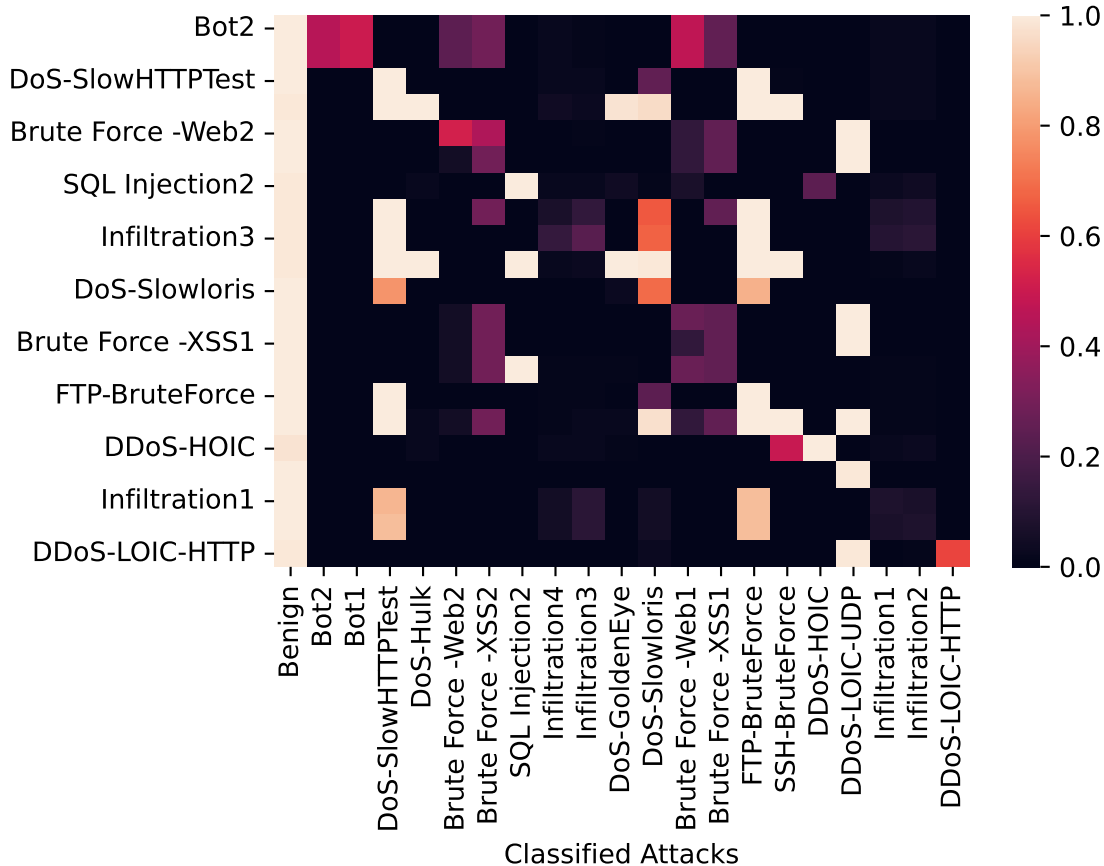 Bot2
DoS-SlowHTTPTest
Brute Force -Web2
SQL Injection2
Infiltration3
DoS-Slowloris
Brute Force -XSS1
FTP-BruteForce
DDoS-HOIC
Infiltration1
DDoS-LOIC-HTTP
Benign
Bot2
Bot1
DoS-SlowHTTPTest
DoS-Hulk
Brute Force -Web2
Brute Force -XSS2
SQL Injection2
Infiltration4
Infiltration3
DoS-GoldenEye
DoS-Slowloris
Brute Force -Web1
Brute Force -XSS1
FTP-BruteForce
SSH-BruteForce
DDoS-HOIC
DDoS-LOIC-UDP
Infiltration1
Infiltration2
DDoS-LOIC-HTTP
Classified Attacks
1.0
0.8
0.6
0.4
0.2
0.0